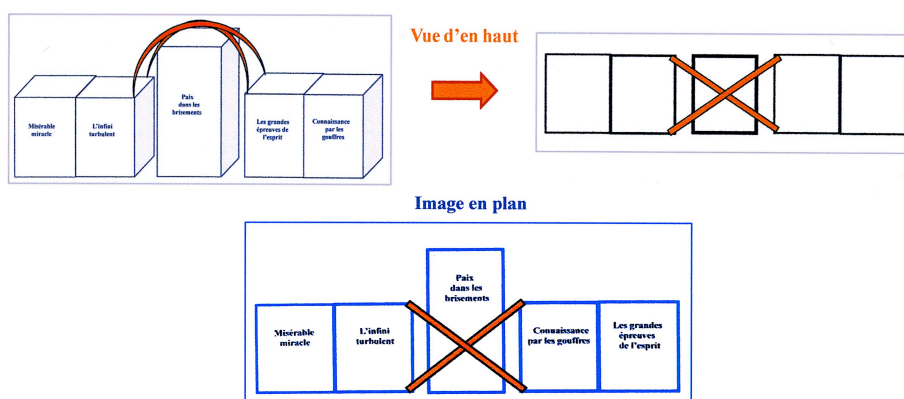 Vue d'en haut
Misérable
miracle
L'infini
turbulent
Paix
dans les
brisements
Les grandes
épreuves de
l'esprit
Connaissance
par les
gouffres
Image en plan
Misérable
miracle
L'infini
turbulent
Paix
dans les
brisements
Connaissance
par les gouffres
Les grandes
épreuves
de l'esprit